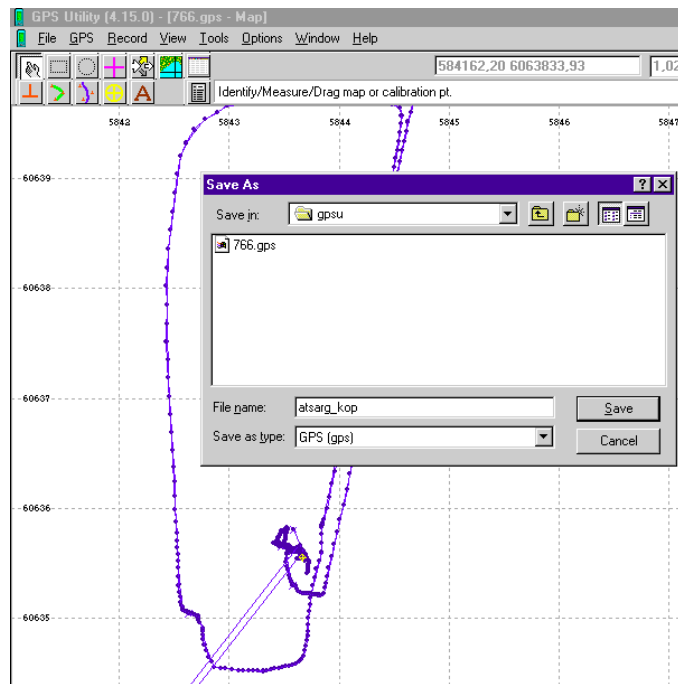 GPS Utility (4.15.0) - [766.gps - Map]
File GPS Record View Tools Options Window Help
584162,20 6063833,93 1,02
A Identify/Measure/Drag map or calibration pt.
5842 5843 5844 5845 5846 5847
60639
Save As
Save in: gpsu
766.gps
60638
60637
File name: atsarg_kop Save
Save as type: GPS (gps) Cancel
60636
60635